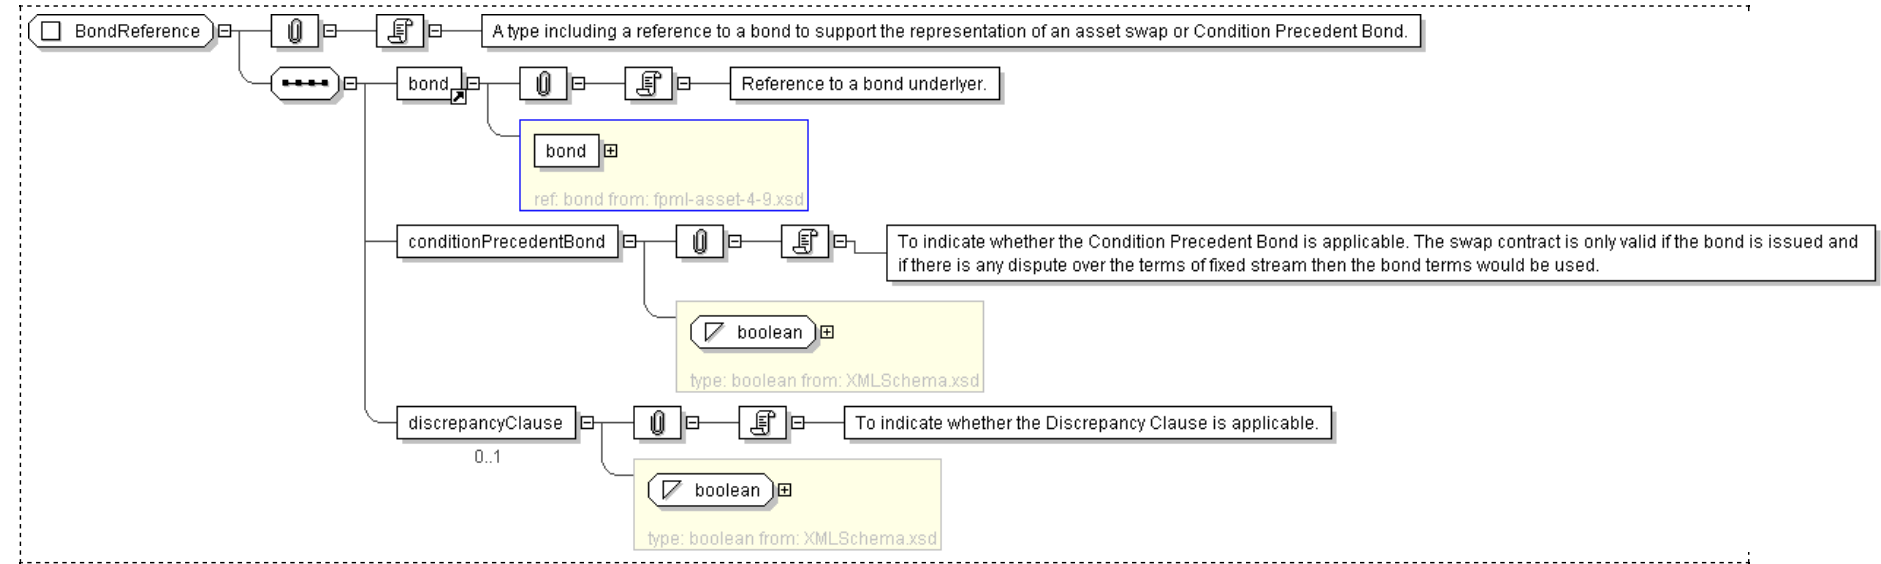 BondReference
A type including a reference to a bond to support the representation of an asset swap or Condition Precedent Bond.
bond
Reference to a bond underlyer.
bond
ref: bond from: fpml-asset-4-9.xsd
conditionPrecedentBond
To indicate whether the Condition Precedent Bond is applicable. The swap contract is only valid if the bond is issued and
if there is any dispute over the terms of fixed stream then the bond terms would be used.
boolean
type: boolean from: XMLSchema.xsd
discrepancyClause
To indicate whether the Discrepancy Clause is applicable.
0..1
boolean
type: boolean from: XMLSchema.xsd